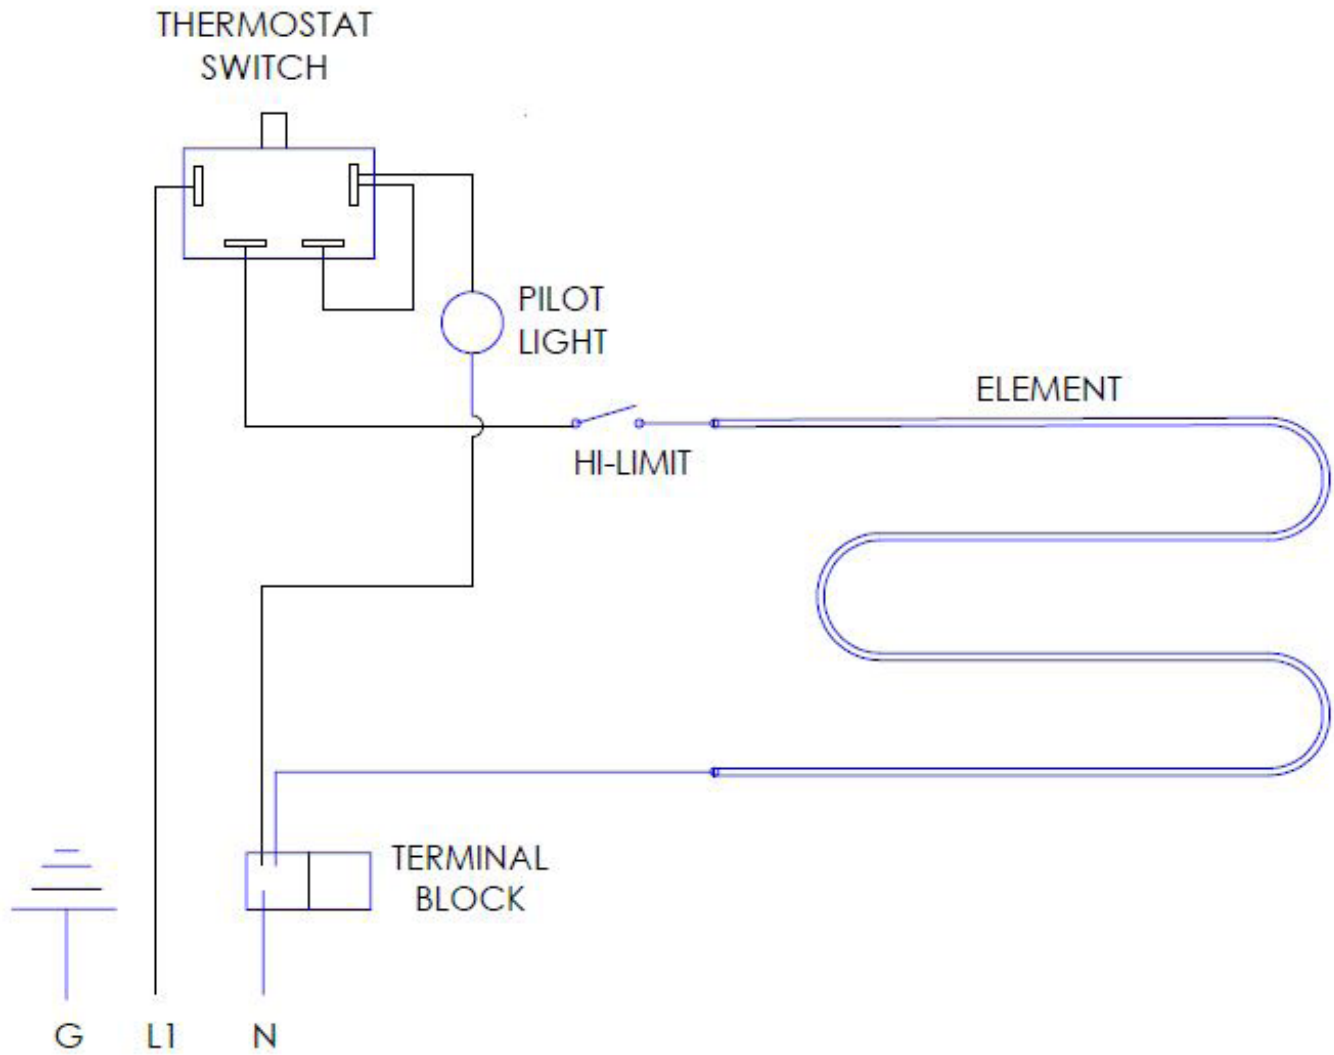 THERMOSTAT
SWITCH
PILOT
LIGHT
ELEMENT
HI-LIMIT
TERMINAL
BLOCK
G L1 N